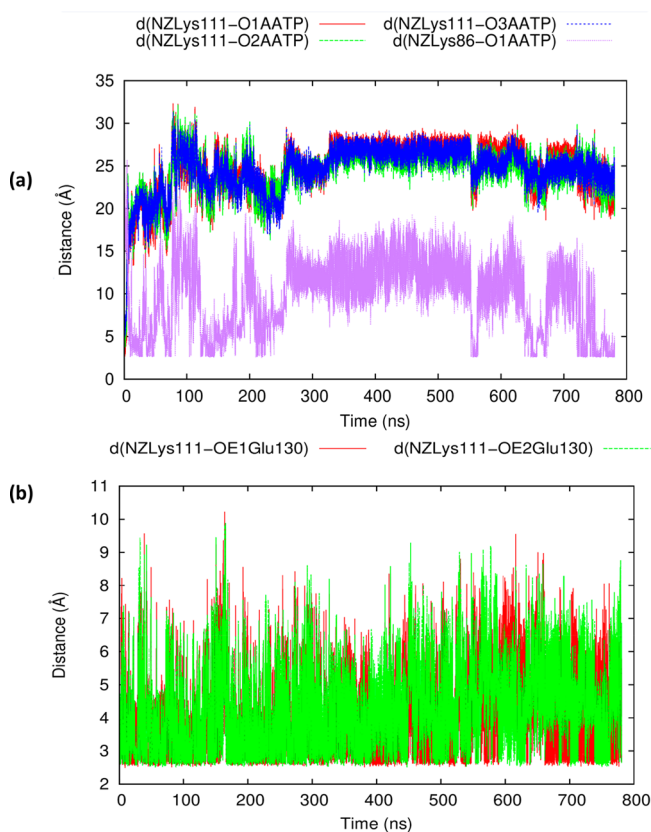 d(NZLys111−O1AATP) d(NZLys111−O3AATP)
d(NZLys111−O2AATP) d(NZLys86−O1AATP)
(a)
35
30
25
20
15
10
5
0
Distance (Å)
0 100 200 300 400 500 600 700 800
Time (ns)
d(NZLys111−OE1Glu130) d(NZLys111−OE2Glu130)
(b)
11
10
9
8
7
6
5
4
3
2
Distance (Å)
0 100 200 300 400 500 600 700 800
Time (ns)